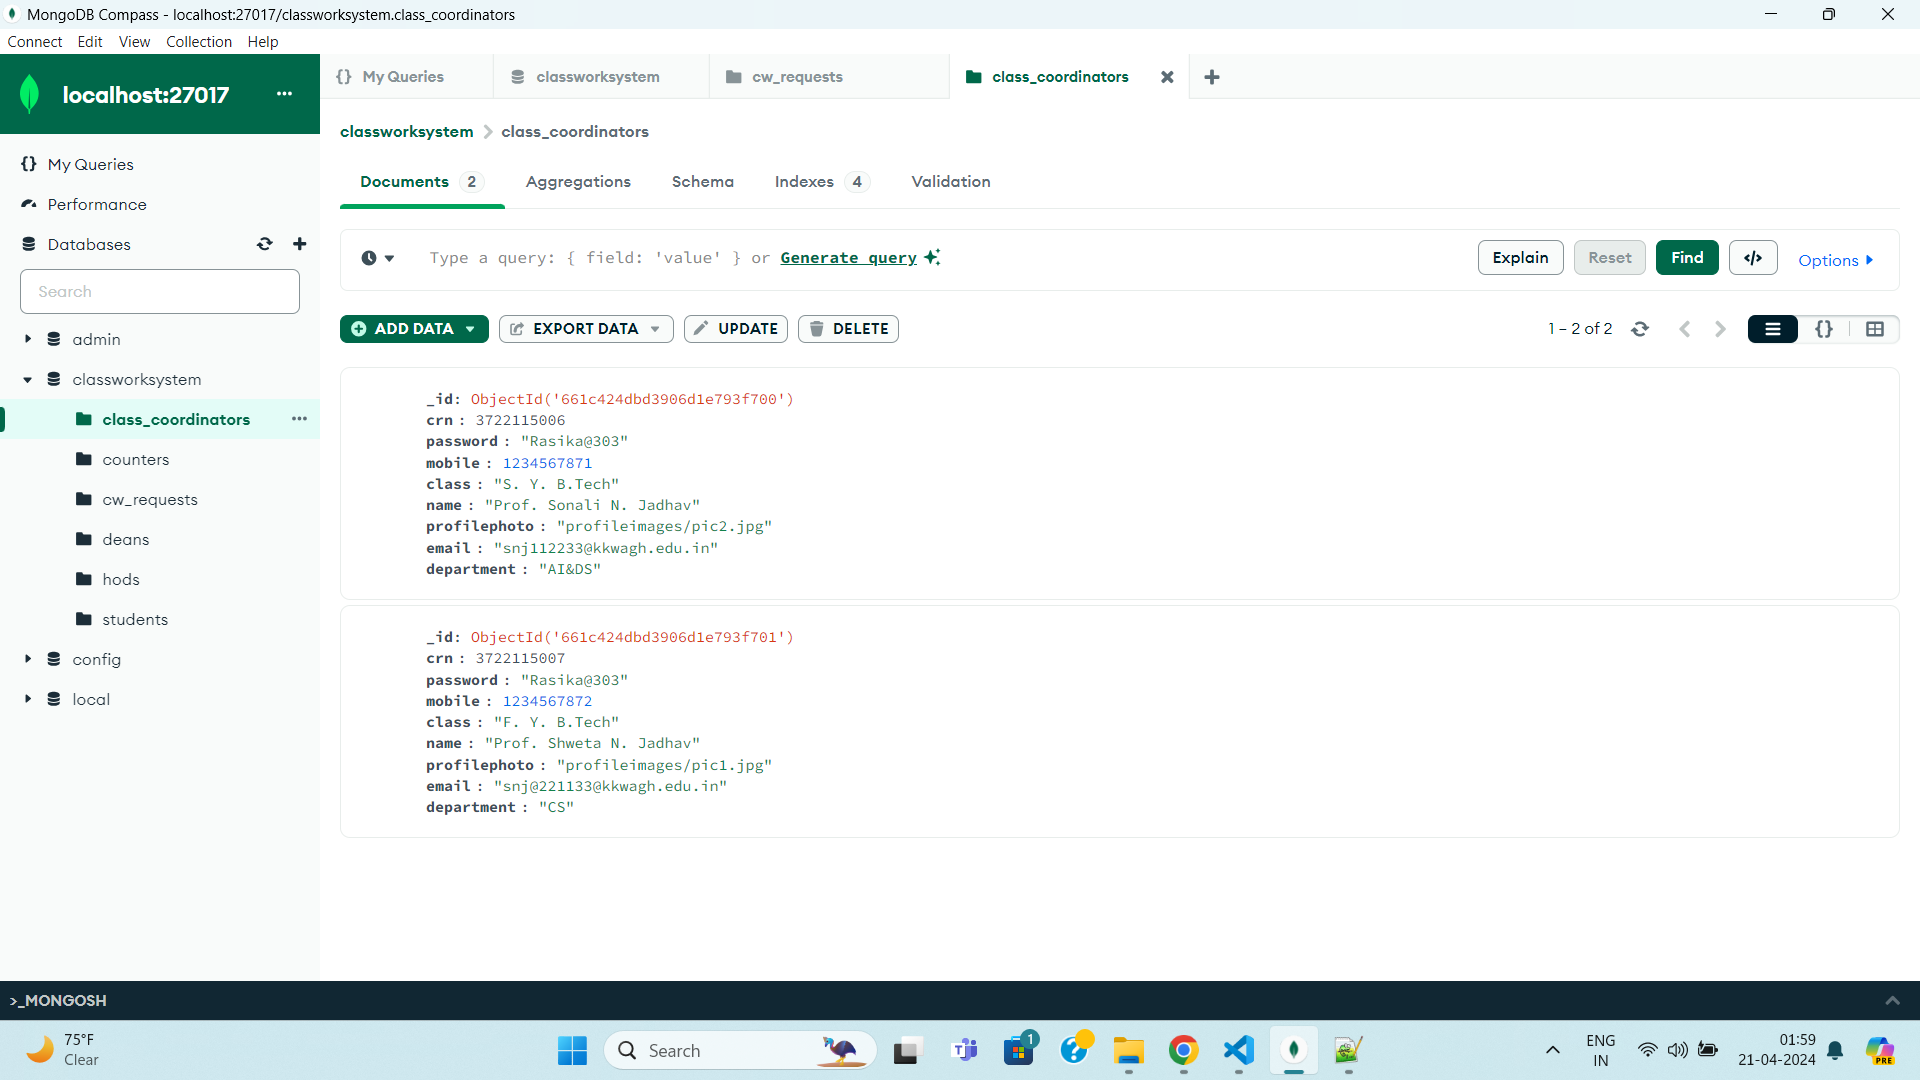 MongoDB Compass - localhost:27017/classworksystem.class_coordinators
Connect Edit View Collection Help
localhost:27017
My Queries
classworksystem
cw_requests
class_coordinators
classworksystem > class_coordinators
My Queries
Performance
Databases
Search
admin
classworksystem
class_coordinators
counters
cw_requests
deans
hods
students
config
local
Documents 2 Aggregations Schema Indexes 4 Validation
Type a query: { field: 'value' } or Generate query
Explain Reset Find </> Options
ADD DATA EXPORT DATA UPDATE DELETE
1 – 2 of 2 {}
_id: ObjectId('661c424dbd3906d1e793f700')
crn : 3722115006
password : "Rasika@303"
mobile : 1234567871
class : "S. Y. B.Tech"
name : "Prof. Sonali N. Jadhav"
profilephoto : "profileimages/pic2.jpg"
email : "snj112233@kkwagh.edu.in"
department : "AI&DS"
_id: ObjectId('661c424dbd3906d1e793f701')
crn : 3722115007
password : "Rasika@303"
mobile : 1234567872
class : "F. Y. B.Tech"
name : "Prof. Shweta N. Jadhav"
profilephoto : "profileimages/pic1.jpg"
email : "snj@221133@kkwagh.edu.in"
department : "CS"
>_MONGOSH
75°F
Clear
Search
1
ENG
IN
01:59
21-04-2024
PRE